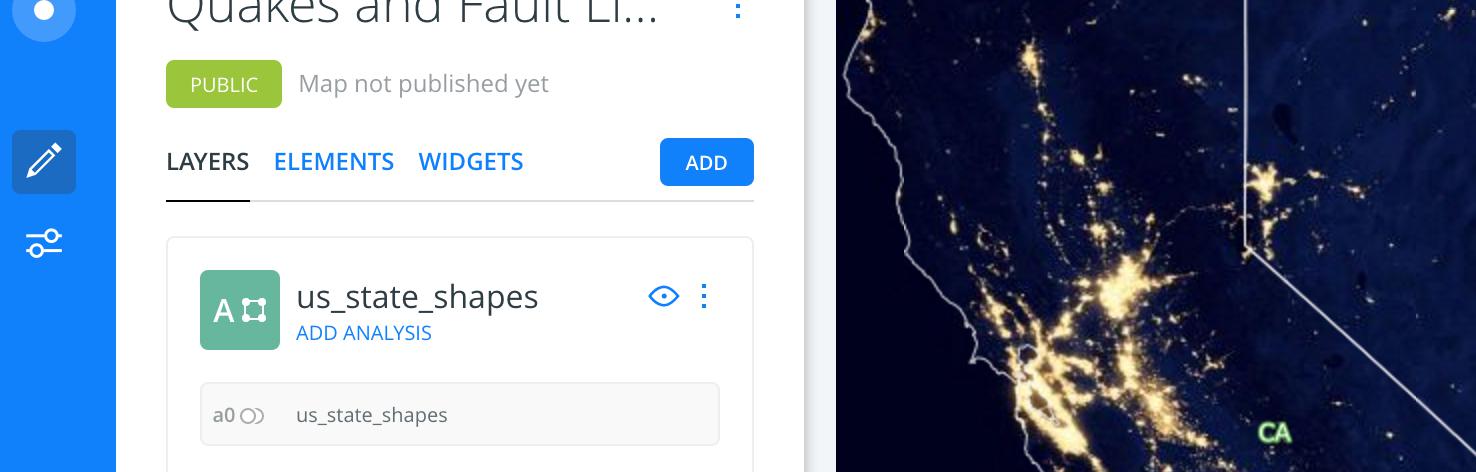 Quakes and Fault Li...
PUBLIC Map not published yet
LAYERS ELEMENTS WIDGETS ADD
A us_state_shapes
ADD ANALYSIS
a0 us_state_shapes
CA